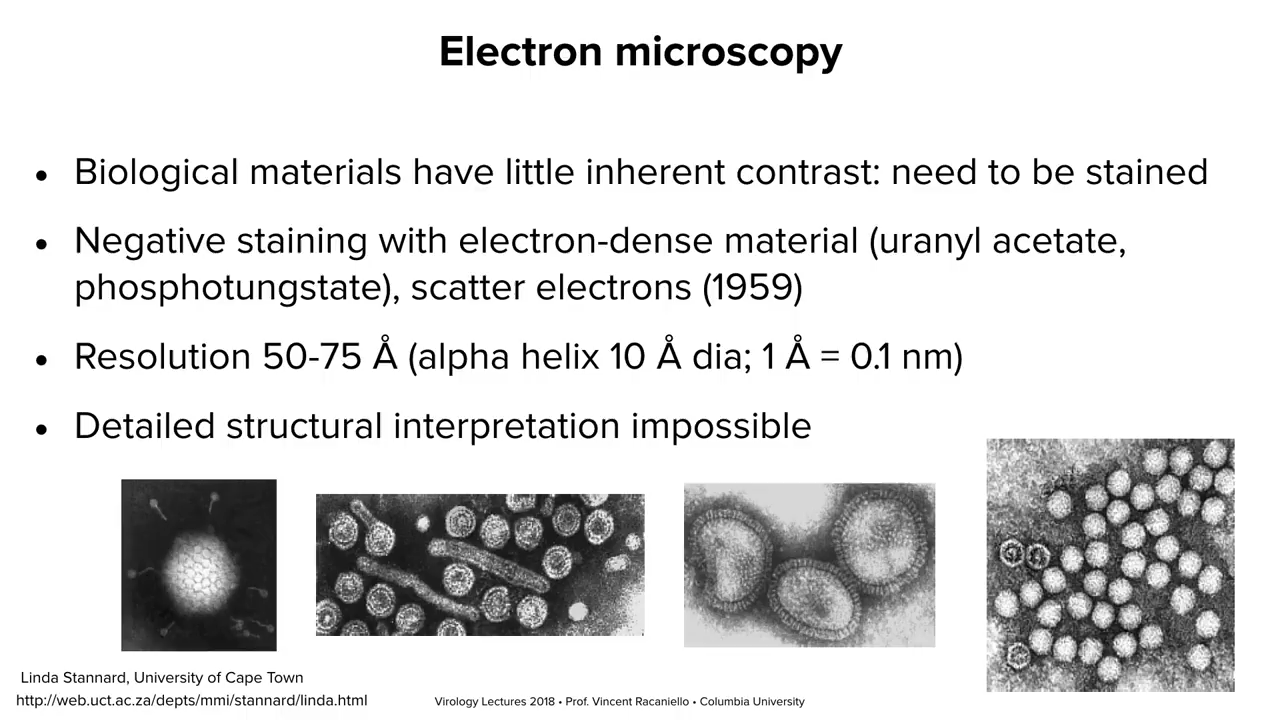 Electron microscopy
• Biological materials have little inherent contrast: need to be stained
• Negative staining with electron-dense material (uranyl acetate,
phosphotungstate), scatter electrons (1959)
• Resolution 50-75 Å (alpha helix 10 Å dia; 1 Å = 0.1 nm)
• Detailed structural interpretation impossible
Linda Stannard, University of Cape Town
http://web.uct.ac.za/depts/mmi/stannard/linda.html
Virology Lectures 2018 • Prof. Vincent Racaniello • Columbia University